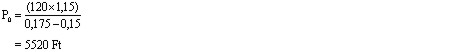 P₀ = (120×1,15) / (0,175−0,15)
= 5520 Ft